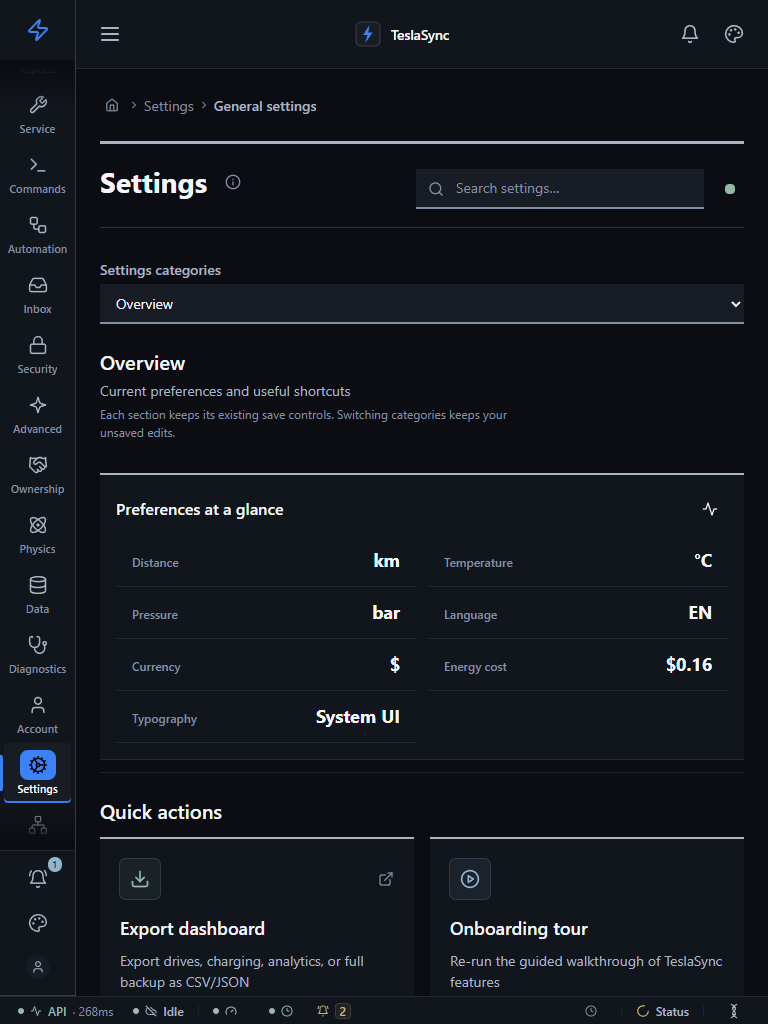 TeslaSync
Reports
Service
Commands
Automation
Inbox
Security
Advanced
Ownership
Physics
Data
Diagnostics
Account
Settings
1
Settings > General settings
Settings
Search settings...
Settings categories
Overview
Overview
Current preferences and useful shortcuts
Each section keeps its existing save controls. Switching categories keeps your
unsaved edits.
Preferences at a glance
Distance km
Temperature °C
Pressure bar
Language EN
Currency $
Energy cost $0.16
Typography System UI
Quick actions
Export dashboard
Export drives, charging, analytics, or full
backup as CSV/JSON
Onboarding tour
Re-run the guided walkthrough of TeslaSync
features
API · 268ms Idle 2 Status